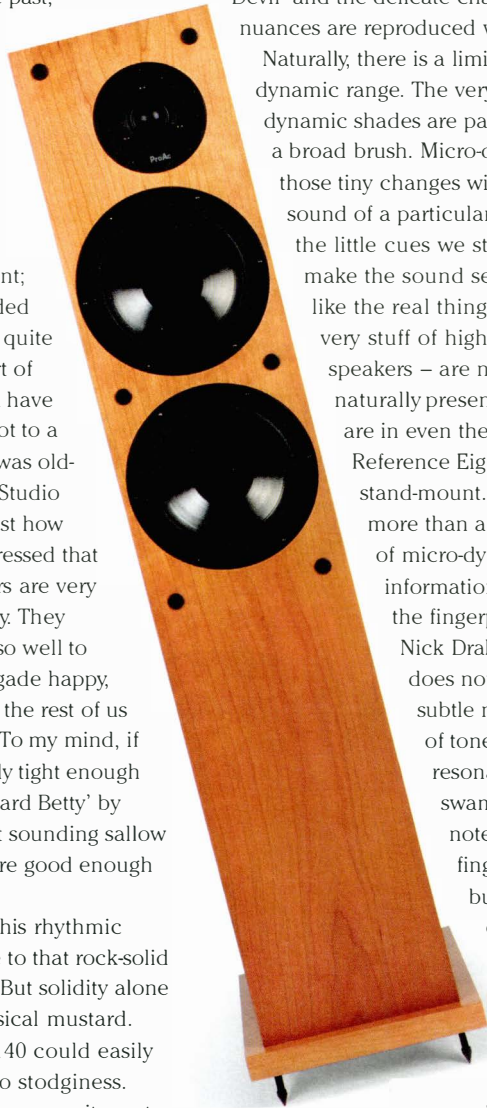 e past,
nt;
ded
quite
rt of
have
ot to a
was old-
Studio
st how
ressed that
rs are very
y. They
so well to
gade happy,
the rest of us
To my mind, if
ly tight enough
ard Betty' by
t sounding sallow
re good enough
his rhythmic
to that rock-solid
But solidity alone
sical mustard.
40 could easily
o stodginess.
ProAc
nuances are reproduced w
Naturally, there is a limi
dynamic range. The very
dynamic shades are pa
a broad brush. Micro-d
those tiny changes wi
sound of a particular
the little cues we st
make the sound se
like the real thing
very stuff of high
speakers – are n
naturally presen
are in even the
Reference Eig
stand-mount.
more than a
of micro-dy
information
the fingerp
Nick Dral
does no
subtle n
of tone
resona
swan
note
fing
bu